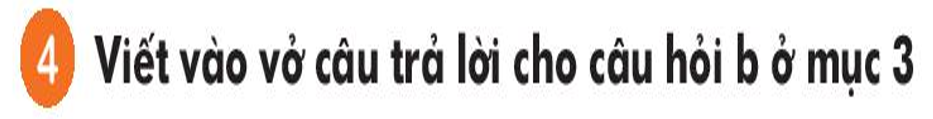 4 Viết vào vở câu trả lời cho câu hỏi b ở mục 3